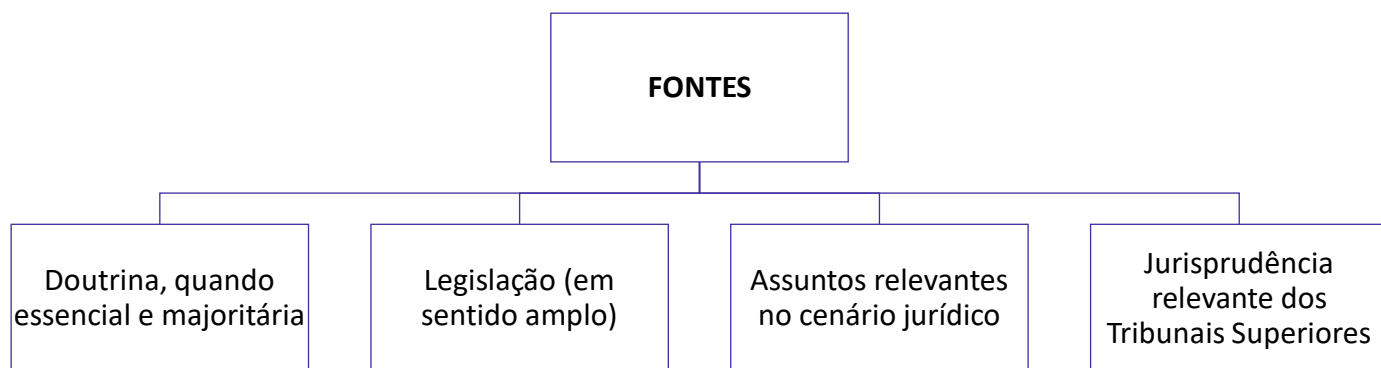 FONTES
Doutrina, quando
essencial e majoritária
Legislação (em
sentido amplo)
Assuntos relevantes
no cenário jurídico
Jurisprudência
relevante dos
Tribunais Superiores